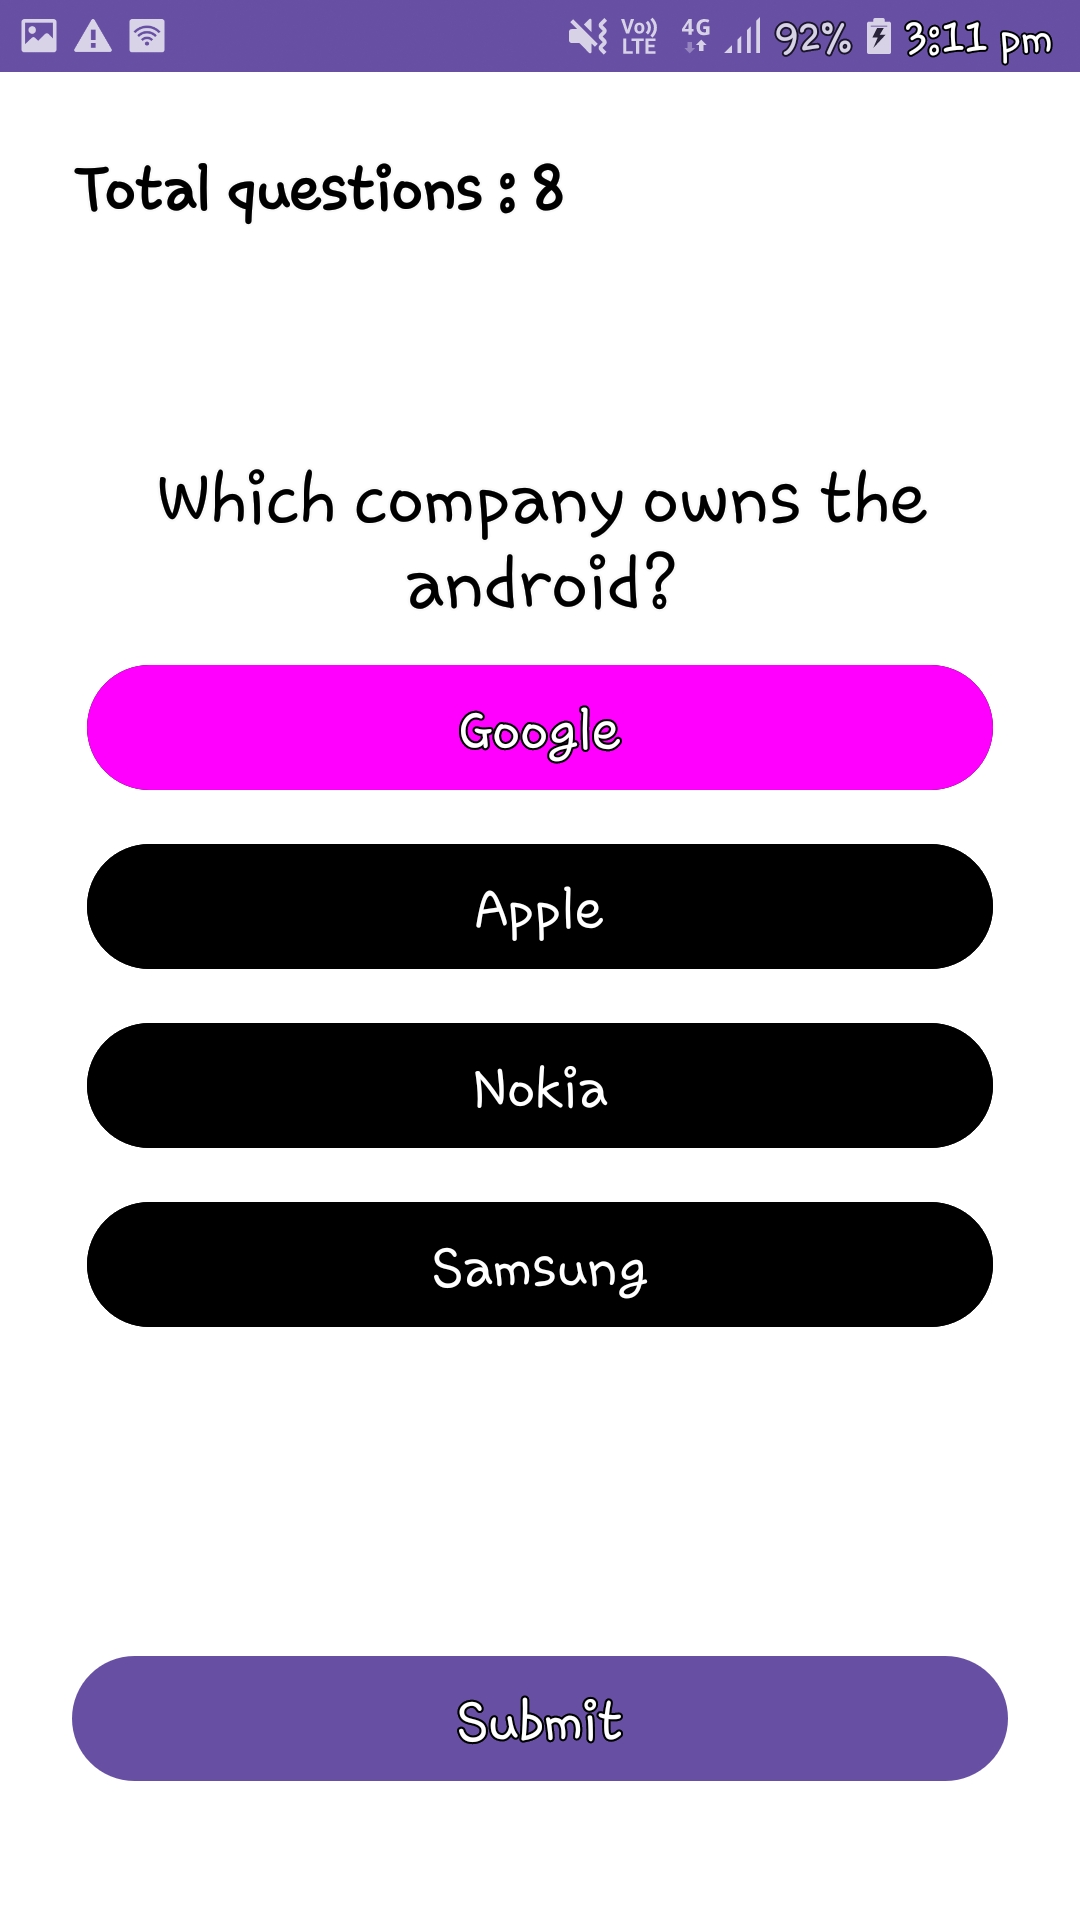 Vo)) LTE 4G 92% 3:11 pm
Total questions : 8
Which company owns the
android?
Google
Apple
Nokia
Samsung
Submit